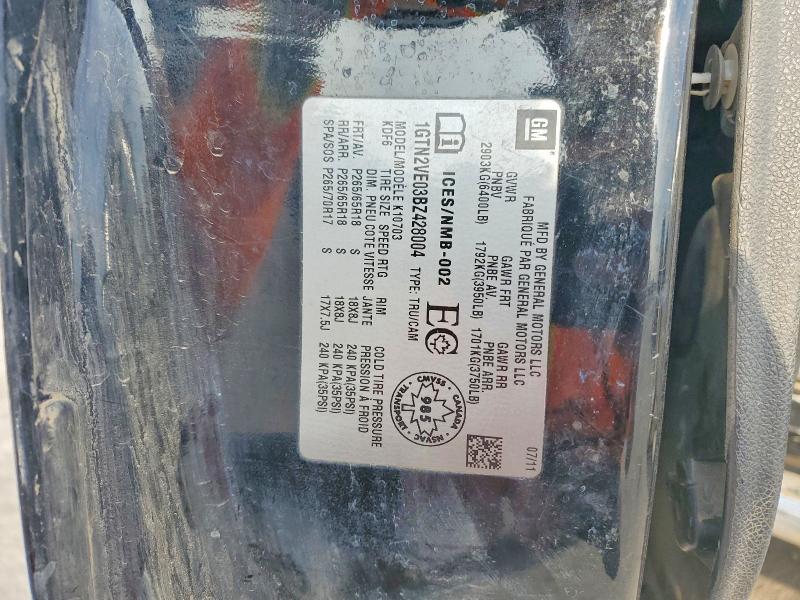 GM
MFD BY GENERAL MOTORS LLC
FABRIQUÉ PAR GENERAL MOTORS LLC
07/11
GVWR GAWR FRT GAWR RR
PNBV PNBE AV. PNBE ARR.
2903KG(6400LB) 1792KG(3950LB) 1701KG(3750LB)
ICES/NMB-002 EC
CANADA • NSVAC • TRANSPORT • CMVSS •
985
1GTN2VE03BZ428004 TYPE: TRU/CAM
MODEL/MODÈLE K10703
KDF6
TIRE SIZE SPEED RTG RIM COLD TIRE PRESSURE
DIM. PNEU COTE VITESSE JANTE PRESSION À FROID
FRT/AV. P265/65R18 S 18X8J 240 KPA(35PSI)
RR/ARR. P265/65R18 S 18X8J 240 KPA(35PSI)
SPA/SOS P265/70R17 S 17X7.5J 240 KPA(35PSI)